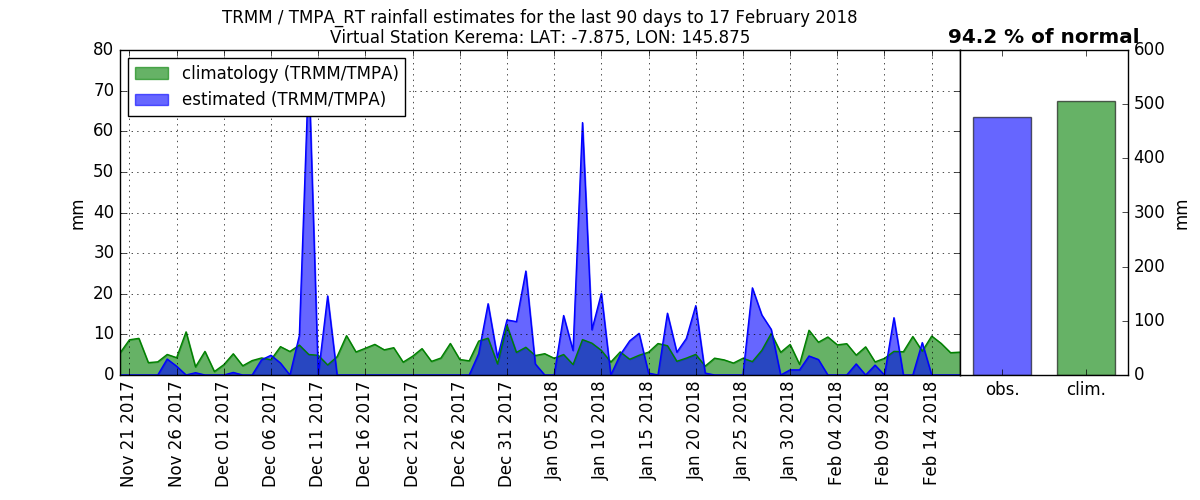 TRMM / TMPA_RT rainfall estimates for the last 90 days to 17 February 2018
Virtual Station Kerema: LAT: -7.875, LON: 145.875
94.2 % of normal
climatology (TRMM/TMPA)
estimated (TRMM/TMPA)
80
70
60
50
40
30
20
10
0
mm
600
500
400
300
200
100
0
mm
Nov 21 2017
Nov 26 2017
Dec 01 2017
Dec 06 2017
Dec 11 2017
Dec 16 2017
Dec 21 2017
Dec 26 2017
Dec 31 2017
Jan 05 2018
Jan 10 2018
Jan 15 2018
Jan 20 2018
Jan 25 2018
Jan 30 2018
Feb 04 2018
Feb 09 2018
Feb 14 2018
obs.
clim.